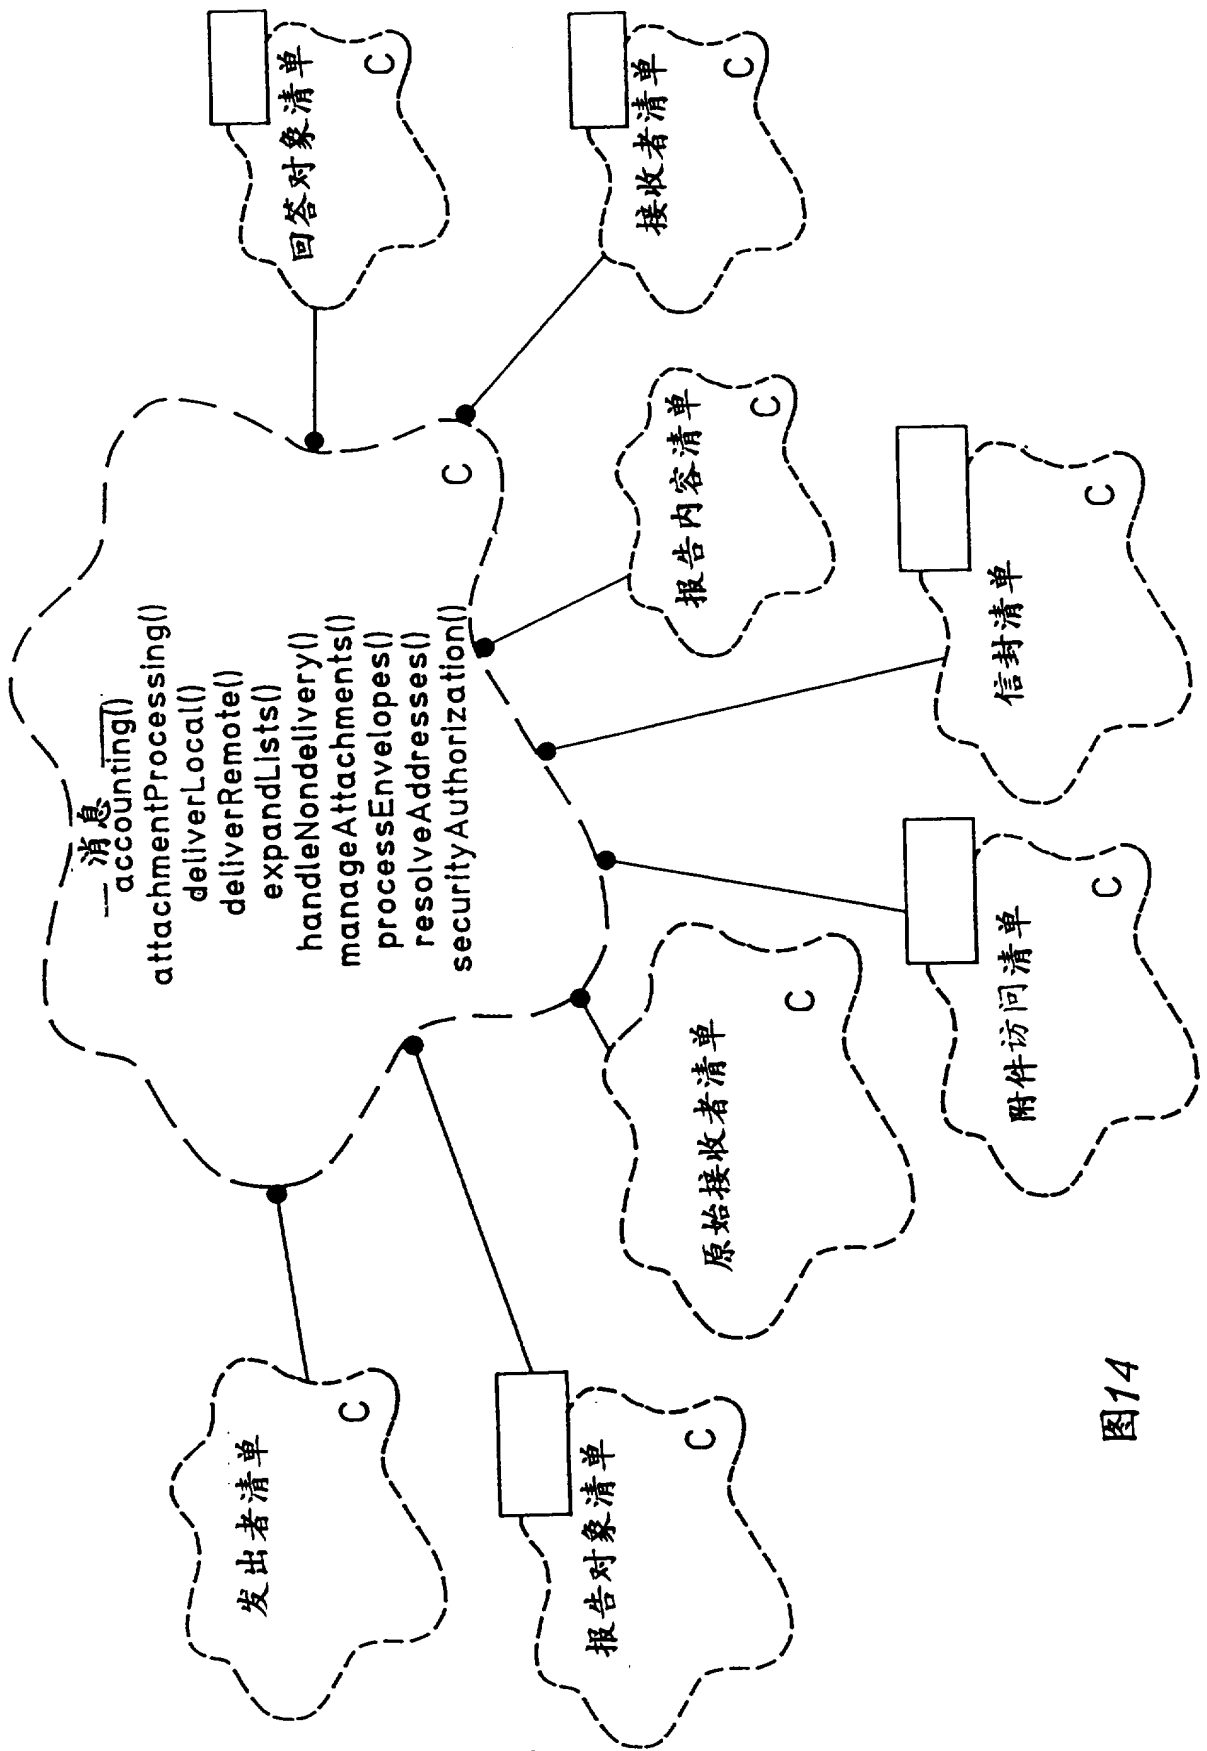 消息
accounting()
attachmentProcessing()
deliverLocal()
deliverRemote()
expandLIsts()
handleNondelivery()
manageAttachments()
processEnvelopes()
resolveAddresses()
securityAuthorization()
C
发出者清单
C
报告对象清单
C
原始接收者清单
C
附件访问清单
C
信封清单
C
报告内容清单
C
接收者清单
C
回答对象清单
C
图14